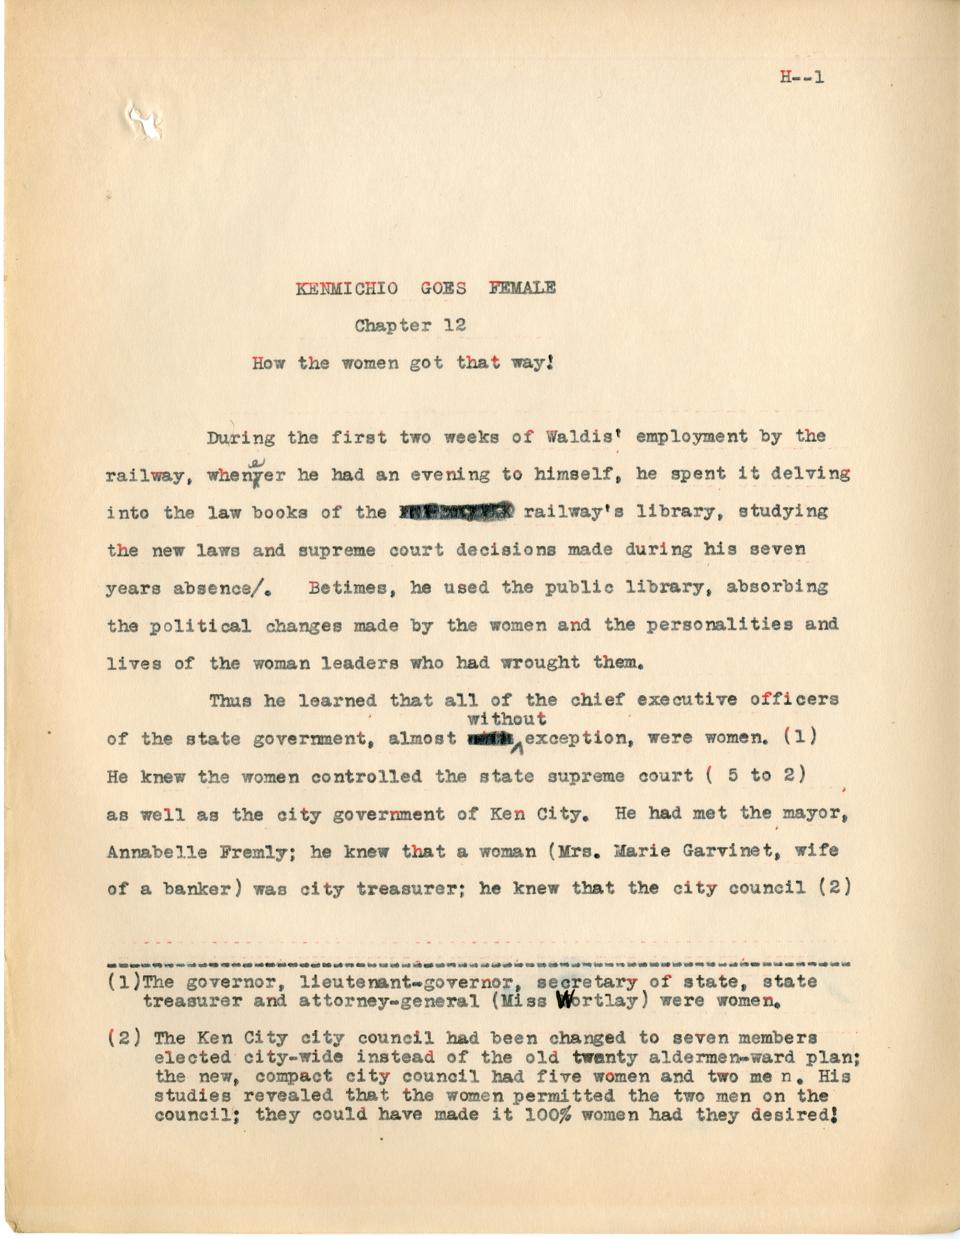 H--1
KENMICHIO GOES FEMALE
Chapter 12
How the women got that way!
During the first two weeks of Waldis' employment by the
railway, whenever he had an evening to himself, he spent it delving
into the law books of the railway's library, studying
the new laws and supreme court decisions made during his seven
years absence/. Betimes, he used the public library, absorbing
the political changes made by the women and the personalities and
lives of the woman leaders who had wrought them.
Thus he learned that all of the chief executive officers
without
of the state government, almost exception, were women. (1)
He knew the women controlled the state supreme court ( 5 to 2)
as well as the city government of Ken City. He had met the mayor,
Annabelle Fremly; he knew that a woman (Mrs. Marie Garvinet, wife
of a banker) was city treasurer; he knew that the city council (2)
(1)The governor, lieutenant-governor, secretary of state, state
treasurer and attorney-general (Miss Wortlay) were women.
(2) The Ken City city council had been changed to seven members
elected city-wide instead of the old twenty aldermen-ward plan;
the new, compact city council had five women and two me n. His
studies revealed that the women permitted the two men on the
council; they could have made it 100% women had they desired!